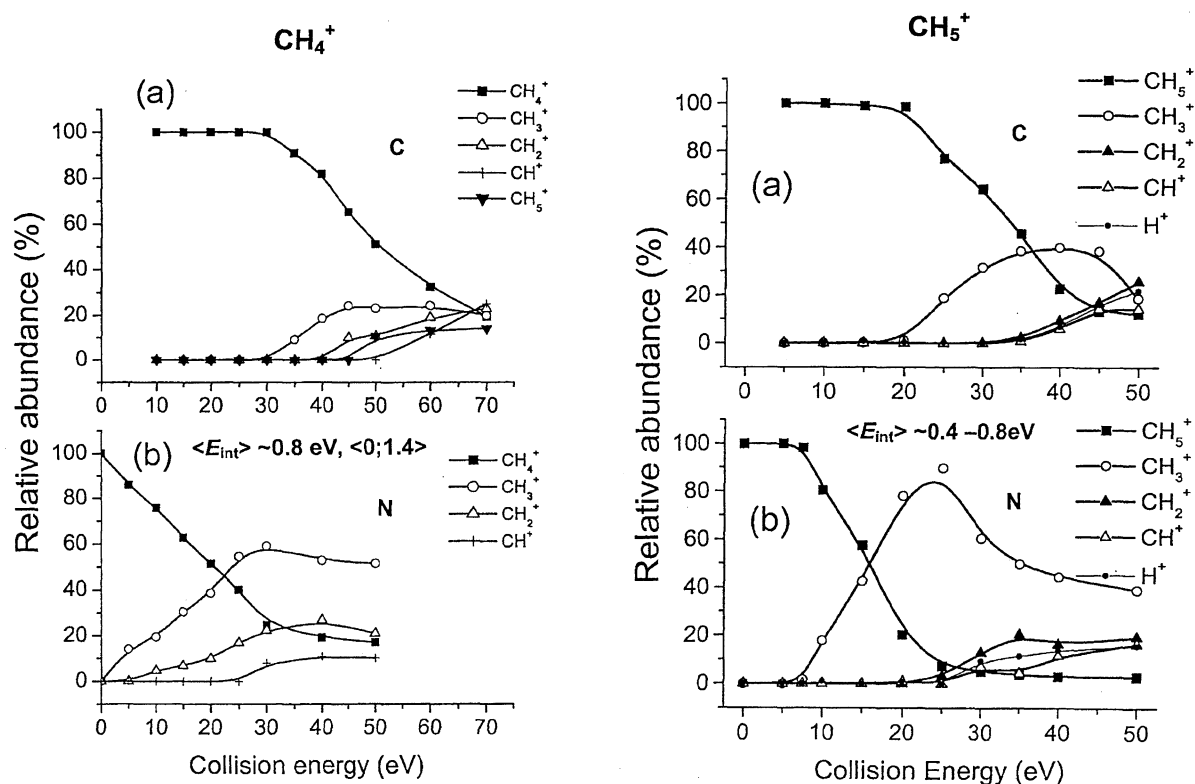 CH₄⁺
(a)
C
CH₄⁺
CH₃⁺
CH₂⁺
CH⁺
CH₅⁺
100
80
60
40
20
0
0 10 20 30 40 50 60 70
(b) <E_int> ~0.8 eV, <0;1.4>
N
CH₄⁺
CH₃⁺
CH₂⁺
CH⁺
100
80
60
40
20
0
0 10 20 30 40 50 60 70
Relative abundance (%)
Collision energy (eV)
CH₅⁺
(a)
C
CH₅⁺
CH₃⁺
CH₂⁺
CH⁺
H⁺
100
80
60
40
20
0
0 10 20 30 40 50
<E_int> ~0.4 –0.8eV
(b)
N
CH₅⁺
CH₃⁺
CH₂⁺
CH⁺
H⁺
100
80
60
40
20
0
0 10 20 30 40 50
Relative abundance (%)
Collision Energy (eV)